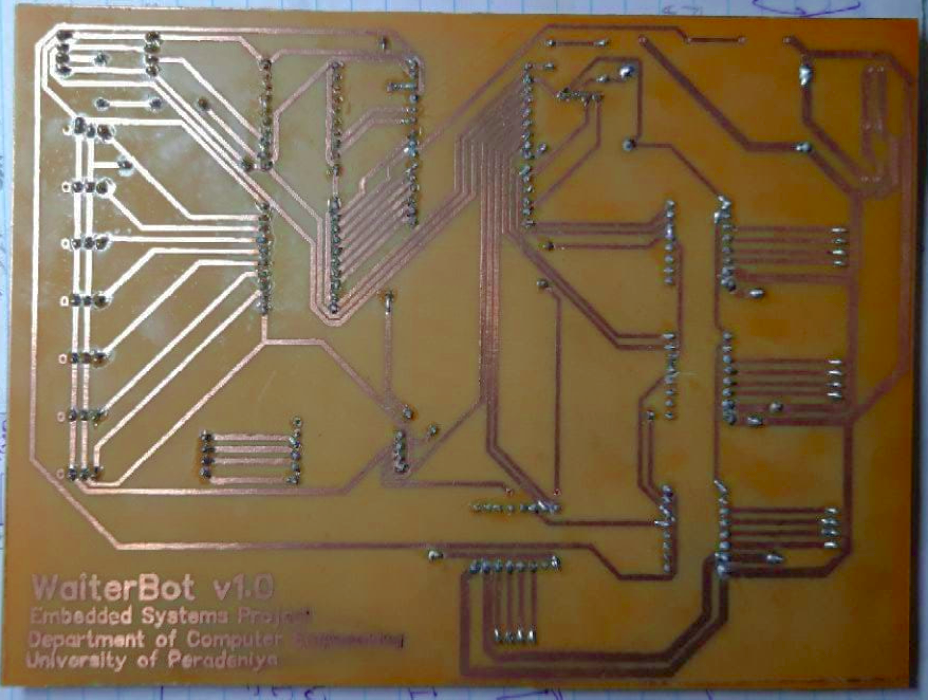 WaiterBot v1.0
Embedded Systems Project
Department of Computer Engineering
University of Peradeniya